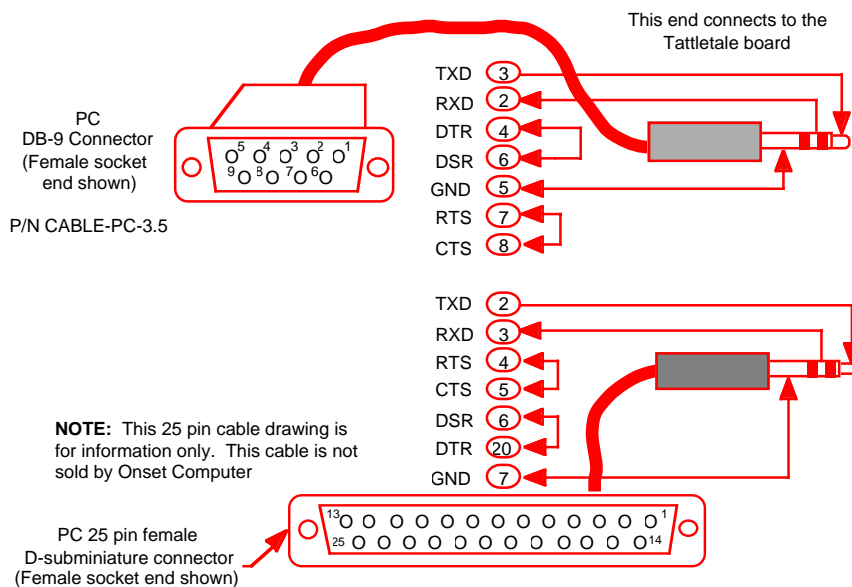 This end connects to the
Tattletale board
TXD 3
RXD 2
DTR 4
DSR 6
GND 5
RTS 7
CTS 8
PC
DB-9 Connector
(Female socket
end shown)
5 4 3 2 1
9 8 7 6
P/N CABLE-PC-3.5
TXD 2
RXD 3
RTS 4
CTS 5
DSR 6
DTR 20
GND 7
NOTE: This 25 pin cable drawing is
for information only. This cable is not
sold by Onset Computer
13 1
25 14
PC 25 pin female
D-subminiature connector
(Female socket end shown)